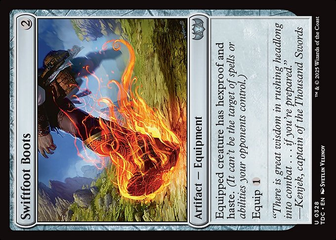 Swiftfoot Boots 2
Artifact — Equipment
Equipped creature has hexproof and
haste. (It can't be the target of spells or
abilities your opponents control.)
Equip 1
"There is great wisdom in rushing headlong
into combat . . . if you're prepared."
—Kenjek, captain of the Thousand Swords
U 0328
TDC • EN Svetlin Velinov
™ & © 2025 Wizards of the Coast